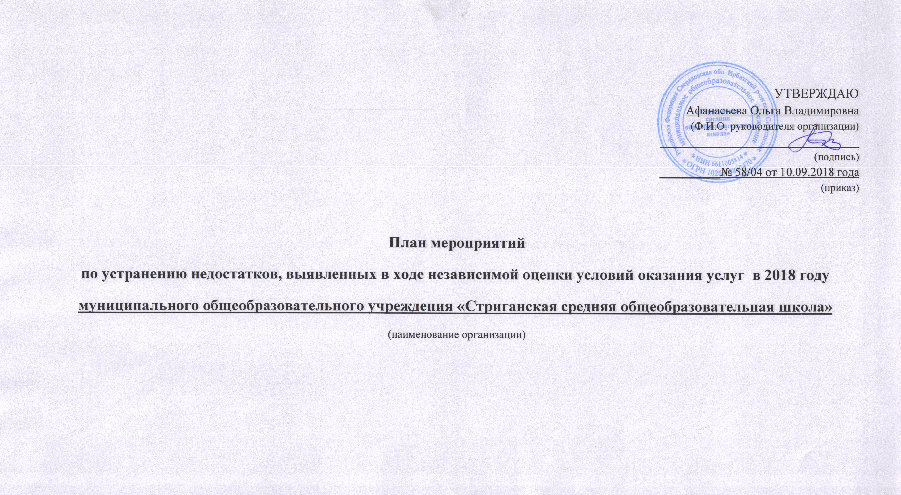 УТВЕРЖДАЮ
Афанасьева Ольга Владимировна
(Ф.И.О. руководителя организации)
(подпись)
№ 58/04 от 10.09.2018 года
(приказ)
План мероприятий
по устранению недостатков, выявленных в ходе независимой оценки условий оказания услуг в 2018 году
муниципального общеобразовательного учреждения «Стриганская средняя общеобразовательная школа»
(наименование организации)